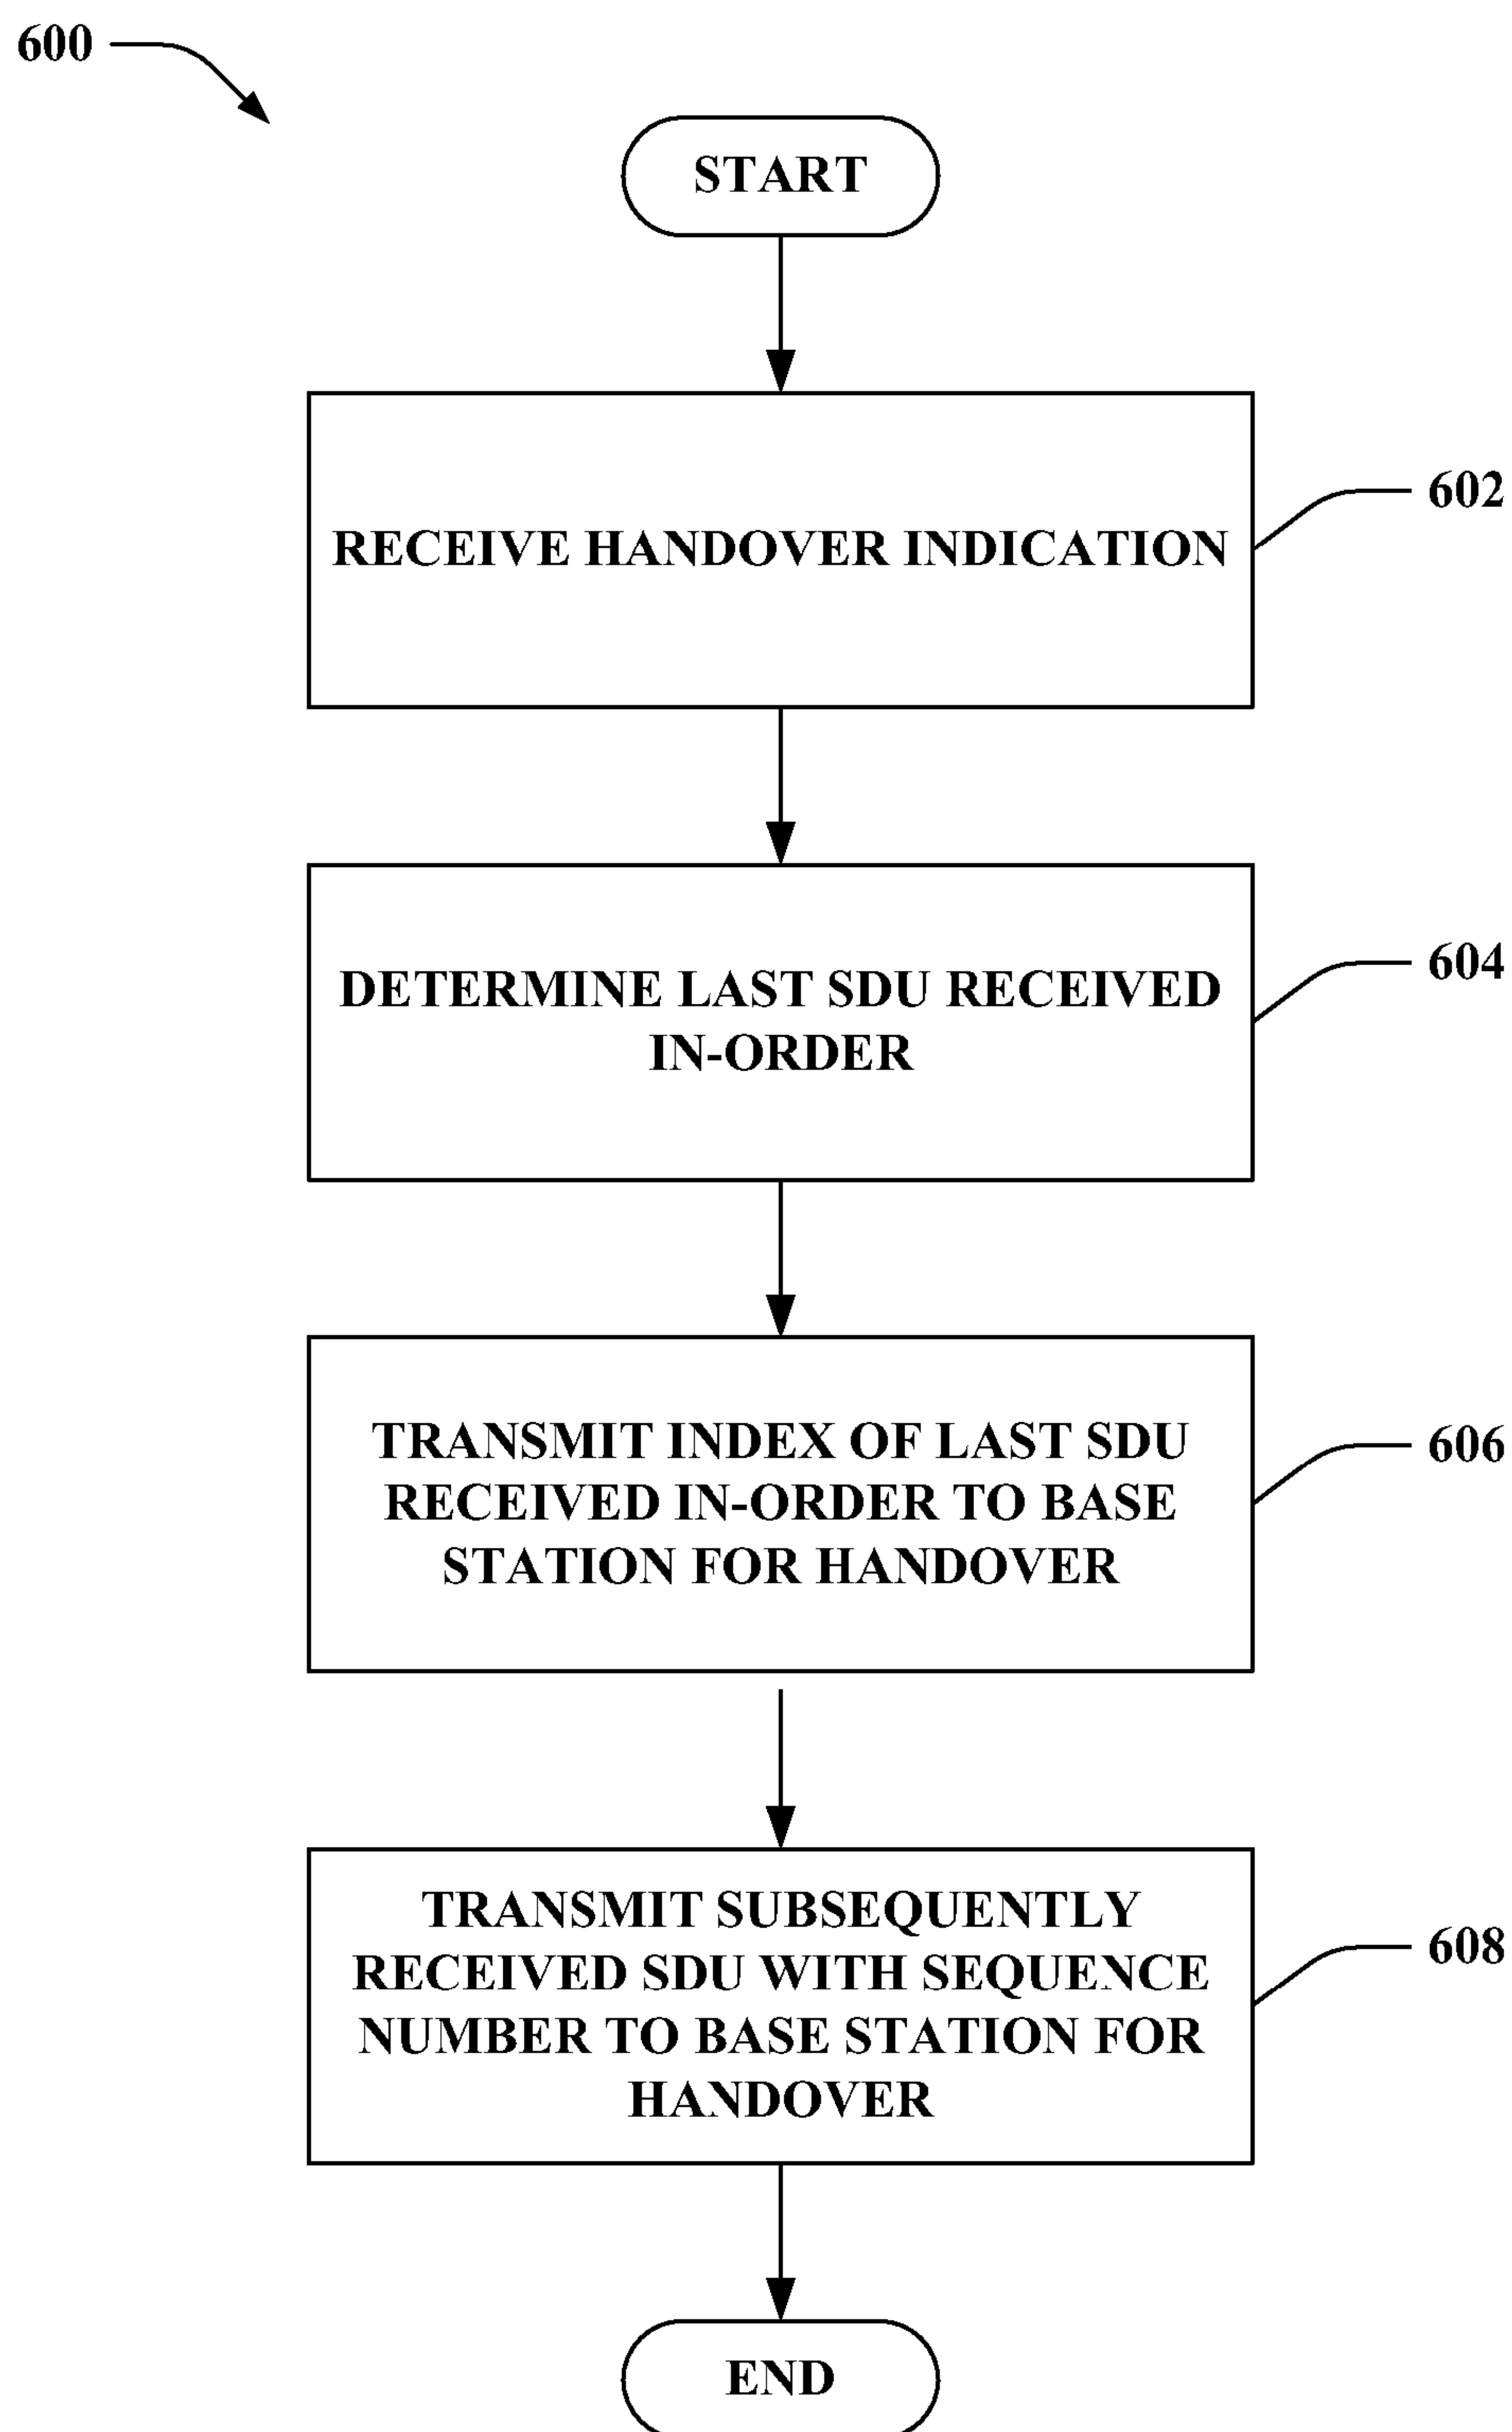 600
START
RECEIVE HANDOVER INDICATION
602
DETERMINE LAST SDU RECEIVED
IN-ORDER
604
TRANSMIT INDEX OF LAST SDU
RECEIVED IN-ORDER TO BASE
STATION FOR HANDOVER
606
TRANSMIT SUBSEQUENTLY
RECEIVED SDU WITH SEQUENCE
NUMBER TO BASE STATION FOR
HANDOVER
608
END